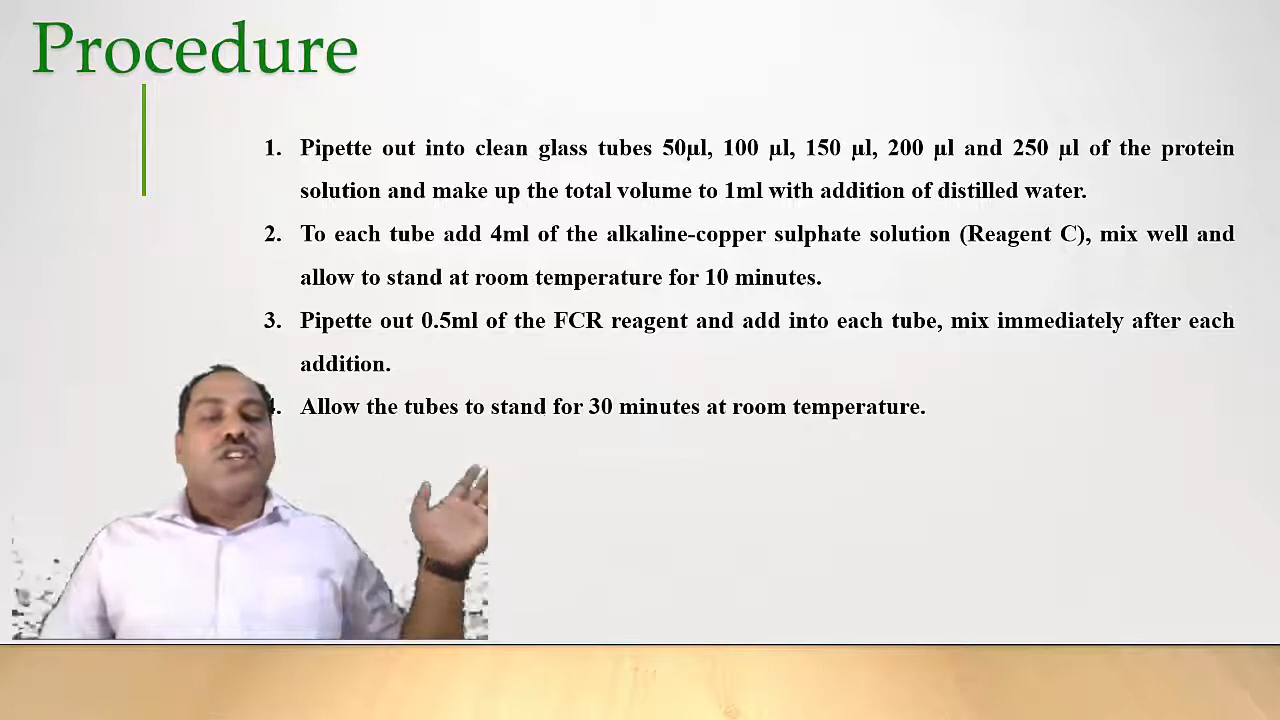 Procedure
1. Pipette out into clean glass tubes 50µl, 100 µl, 150 µl, 200 µl and 250 µl of the protein
solution and make up the total volume to 1ml with addition of distilled water.
2. To each tube add 4ml of the alkaline-copper sulphate solution (Reagent C), mix well and
allow to stand at room temperature for 10 minutes.
3. Pipette out 0.5ml of the FCR reagent and add into each tube, mix immediately after each
addition.
4. Allow the tubes to stand for 30 minutes at room temperature.